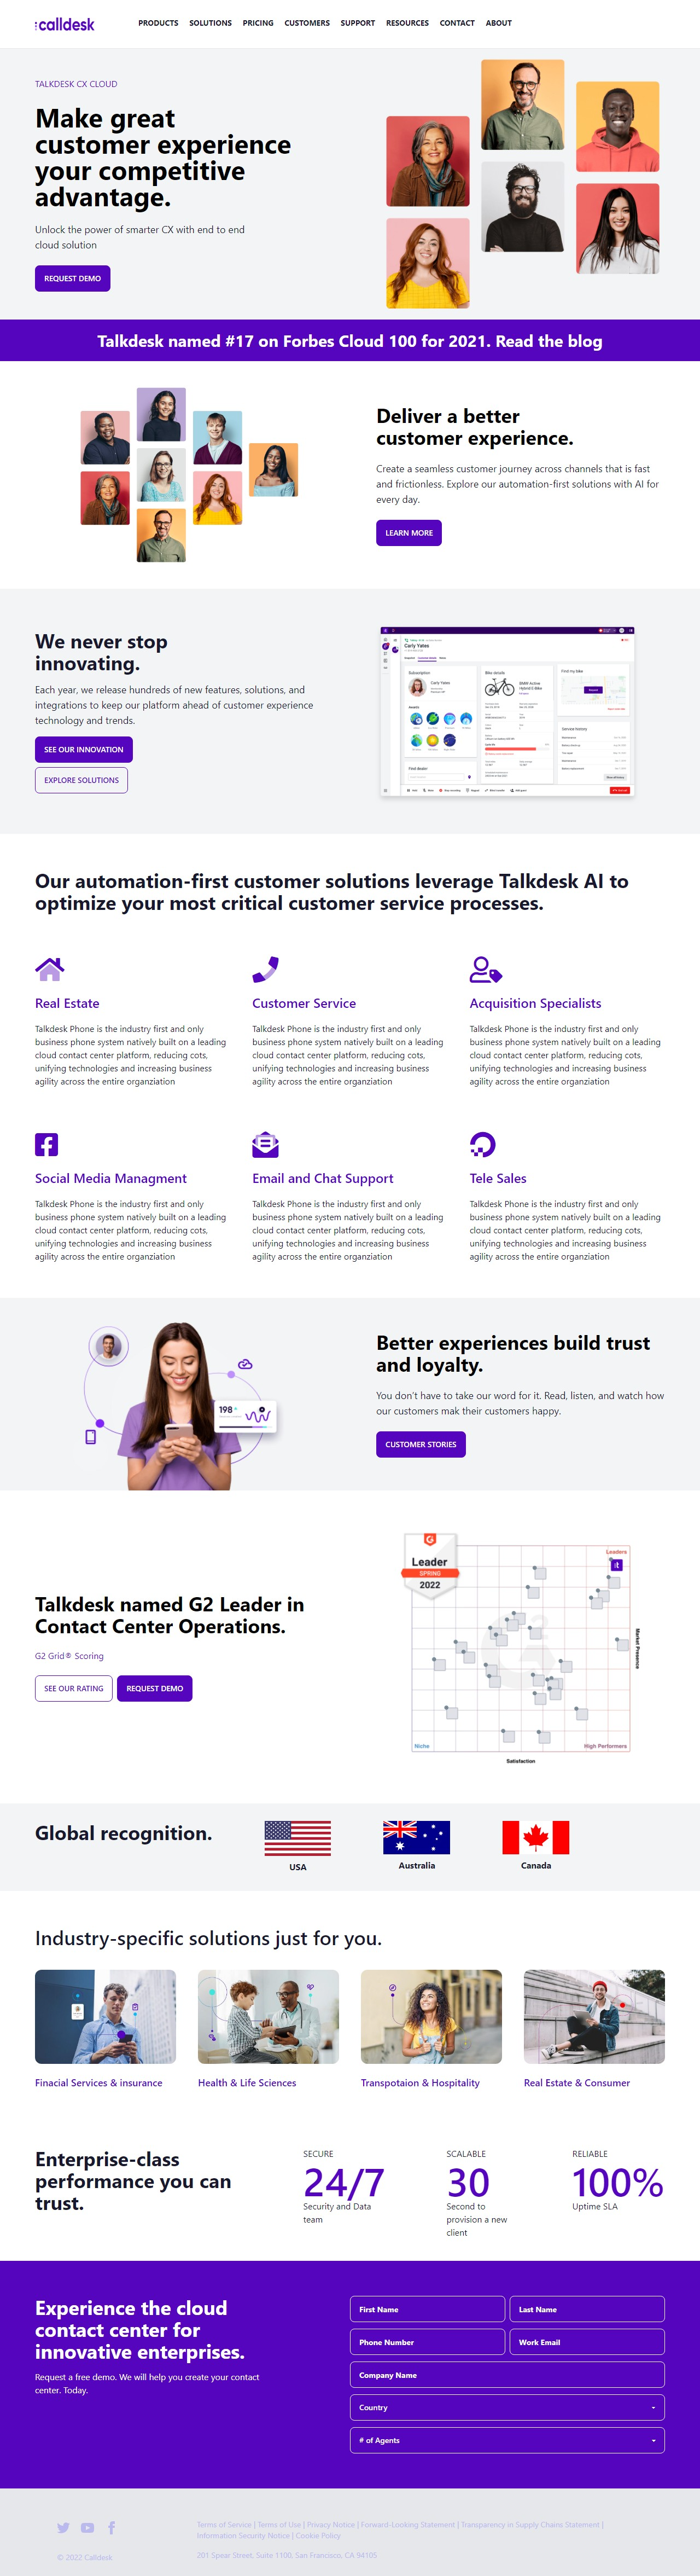 calldesk
PRODUCTS SOLUTIONS PRICING CUSTOMERS SUPPORT RESOURCES CONTACT ABOUT
TALKDESK CX CLOUD
Make great
customer experience
your competitive
advantage.
Unlock the power of smarter CX with end to end
cloud solution
REQUEST DEMO
Talkdesk named #17 on Forbes Cloud 100 for 2021. Read the blog
Deliver a better
customer experience.
Create a seamless customer journey across channels that is fast
and frictionless. Explore our automation-first solutions with AI for
every day.
LEARN MORE
We never stop
innovating.
Each year, we release hundreds of new features, solutions, and
integrations to keep our platform ahead of customer experience
technology and trends.
SEE OUR INNOVATION
EXPLORE SOLUTIONS
Carly Yates
Subscription
Carly Yates
Bike details
BMW Active
Hybrid E-Bike
Find my bike
Service history
Find dealer
Our automation-first customer solutions leverage Talkdesk AI to
optimize your most critical customer service processes.
Real Estate
Talkdesk Phone is the industry first and only
business phone system natively built on a leading
cloud contact center platform, reducing cots,
unifying technologies and increasing business
agility across the entire organziation
Customer Service
Talkdesk Phone is the industry first and only
business phone system natively built on a leading
cloud contact center platform, reducing cots,
unifying technologies and increasing business
agility across the entire organziation
Acquisition Specialists
Talkdesk Phone is the industry first and only
business phone system natively built on a leading
cloud contact center platform, reducing cots,
unifying technologies and increasing business
agility across the entire organziation
Social Media Managment
Talkdesk Phone is the industry first and only
business phone system natively built on a leading
cloud contact center platform, reducing cots,
unifying technologies and increasing business
agility across the entire organziation
Email and Chat Support
Talkdesk Phone is the industry first and only
business phone system natively built on a leading
cloud contact center platform, reducing cots,
unifying technologies and increasing business
agility across the entire organziation
Tele Sales
Talkdesk Phone is the industry first and only
business phone system natively built on a leading
cloud contact center platform, reducing cots,
unifying technologies and increasing business
agility across the entire organziation
198
Better experiences build trust
and loyalty.
You don't have to take our word for it. Read, listen, and watch how
our customers mak their customers happy.
CUSTOMER STORIES
Talkdesk named G2 Leader in
Contact Center Operations.
G2 Grid® Scoring
SEE OUR RATING
REQUEST DEMO
Leader
SPRING
2022
Leaders
Market Presence
Niche
High Performers
Satisfaction
Global recognition.
USA
Australia
Canada
Industry-specific solutions just for you.
Finacial Services & insurance
Health & Life Sciences
Transpotaion & Hospitality
Real Estate & Consumer
Enterprise-class
performance you can
trust.
SECURE
24/7
Security and Data
team
SCALABLE
30
Second to
provision a new
client
RELIABLE
100%
Uptime SLA
Experience the cloud
contact center for
innovative enterprises.
Request a free demo. We will help you create your contact
center. Today.
First Name
Last Name
Phone Number
Work Email
Company Name
Country
# of Agents
Terms of Service | Terms of Use | Privacy Notice | Forward-Looking Statement | Transparency in Supply Chains Statement |
Information Security Notice | Cookie Policy
© 2022 Calldesk
201 Spear Street, Suite 1100, San Francisco, CA 94105